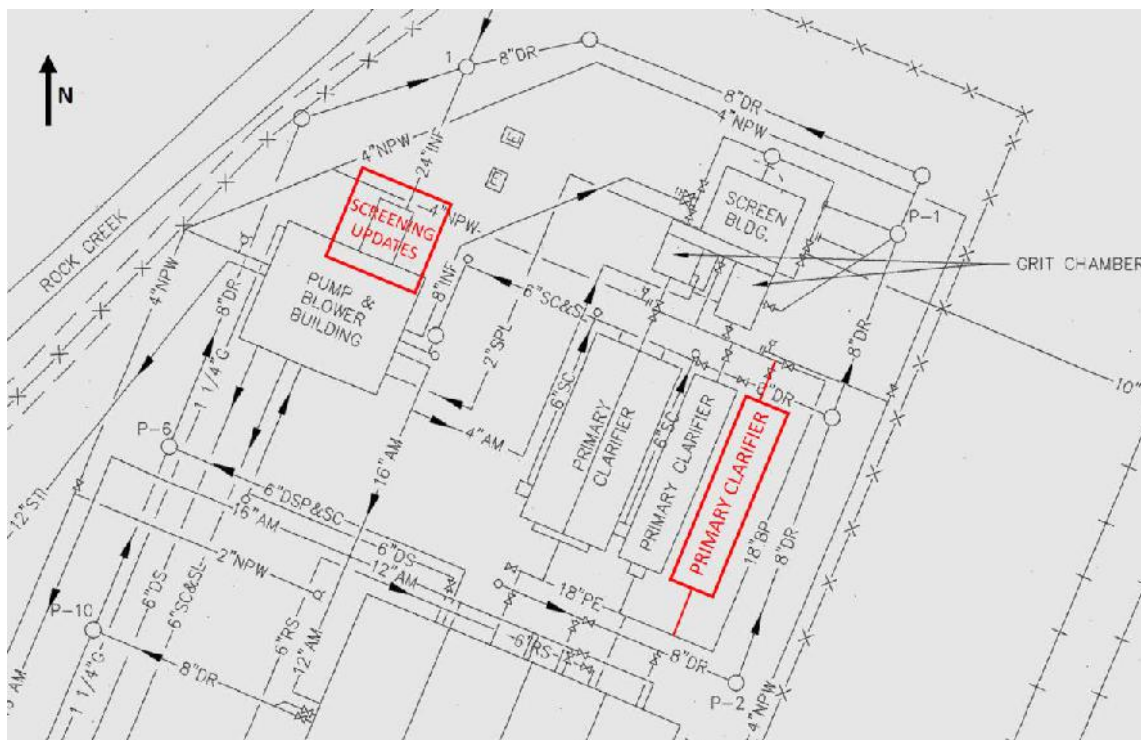 N
1
8"DR
8"DR
4"NPW
4"NPW
24"INF
ROCK CREEK
SCREENING
UPDATES
4"NPW
SCREEN
BLDG.
P-1
GRIT CHAMBER
4"NPW
8"DR
PUMP &
BLOWER
BUILDING
8"INF
6"SC&SL
2"SPL
8"DR
10"
1 1/4"G
6"SC
PRIMARY
CLARIFIER
6"SC
PRIMARY CLARIFIER
PRIMARY CLARIFIER
P-6
4"AM
16"AM
18"BP
8"DR
6"DSP&SC
16"AM
2"NPW
6"DS
12"AM
18"PE
6"RS
8"DR
P-2
4"NPW
P-10
6"DS
6"SC&SL
6"RS
12"AM
8"DR
1 1/4"G